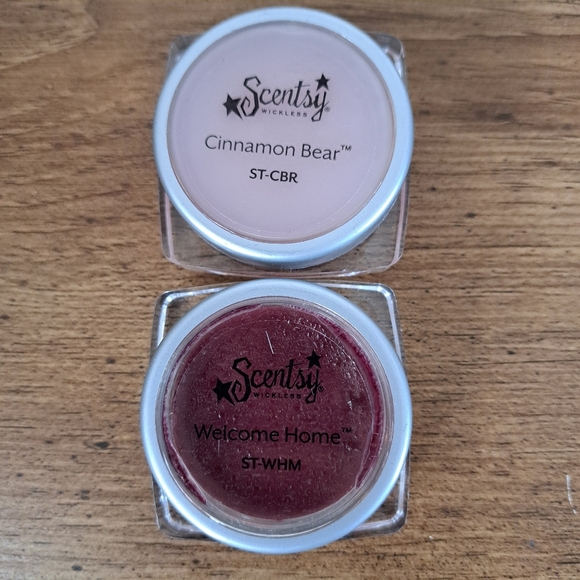 Scentsy®
WICKLESS
Cinnamon Bear™
ST-CBR
Scentsy®
WICKLESS
Welcome Home™
ST-WHM